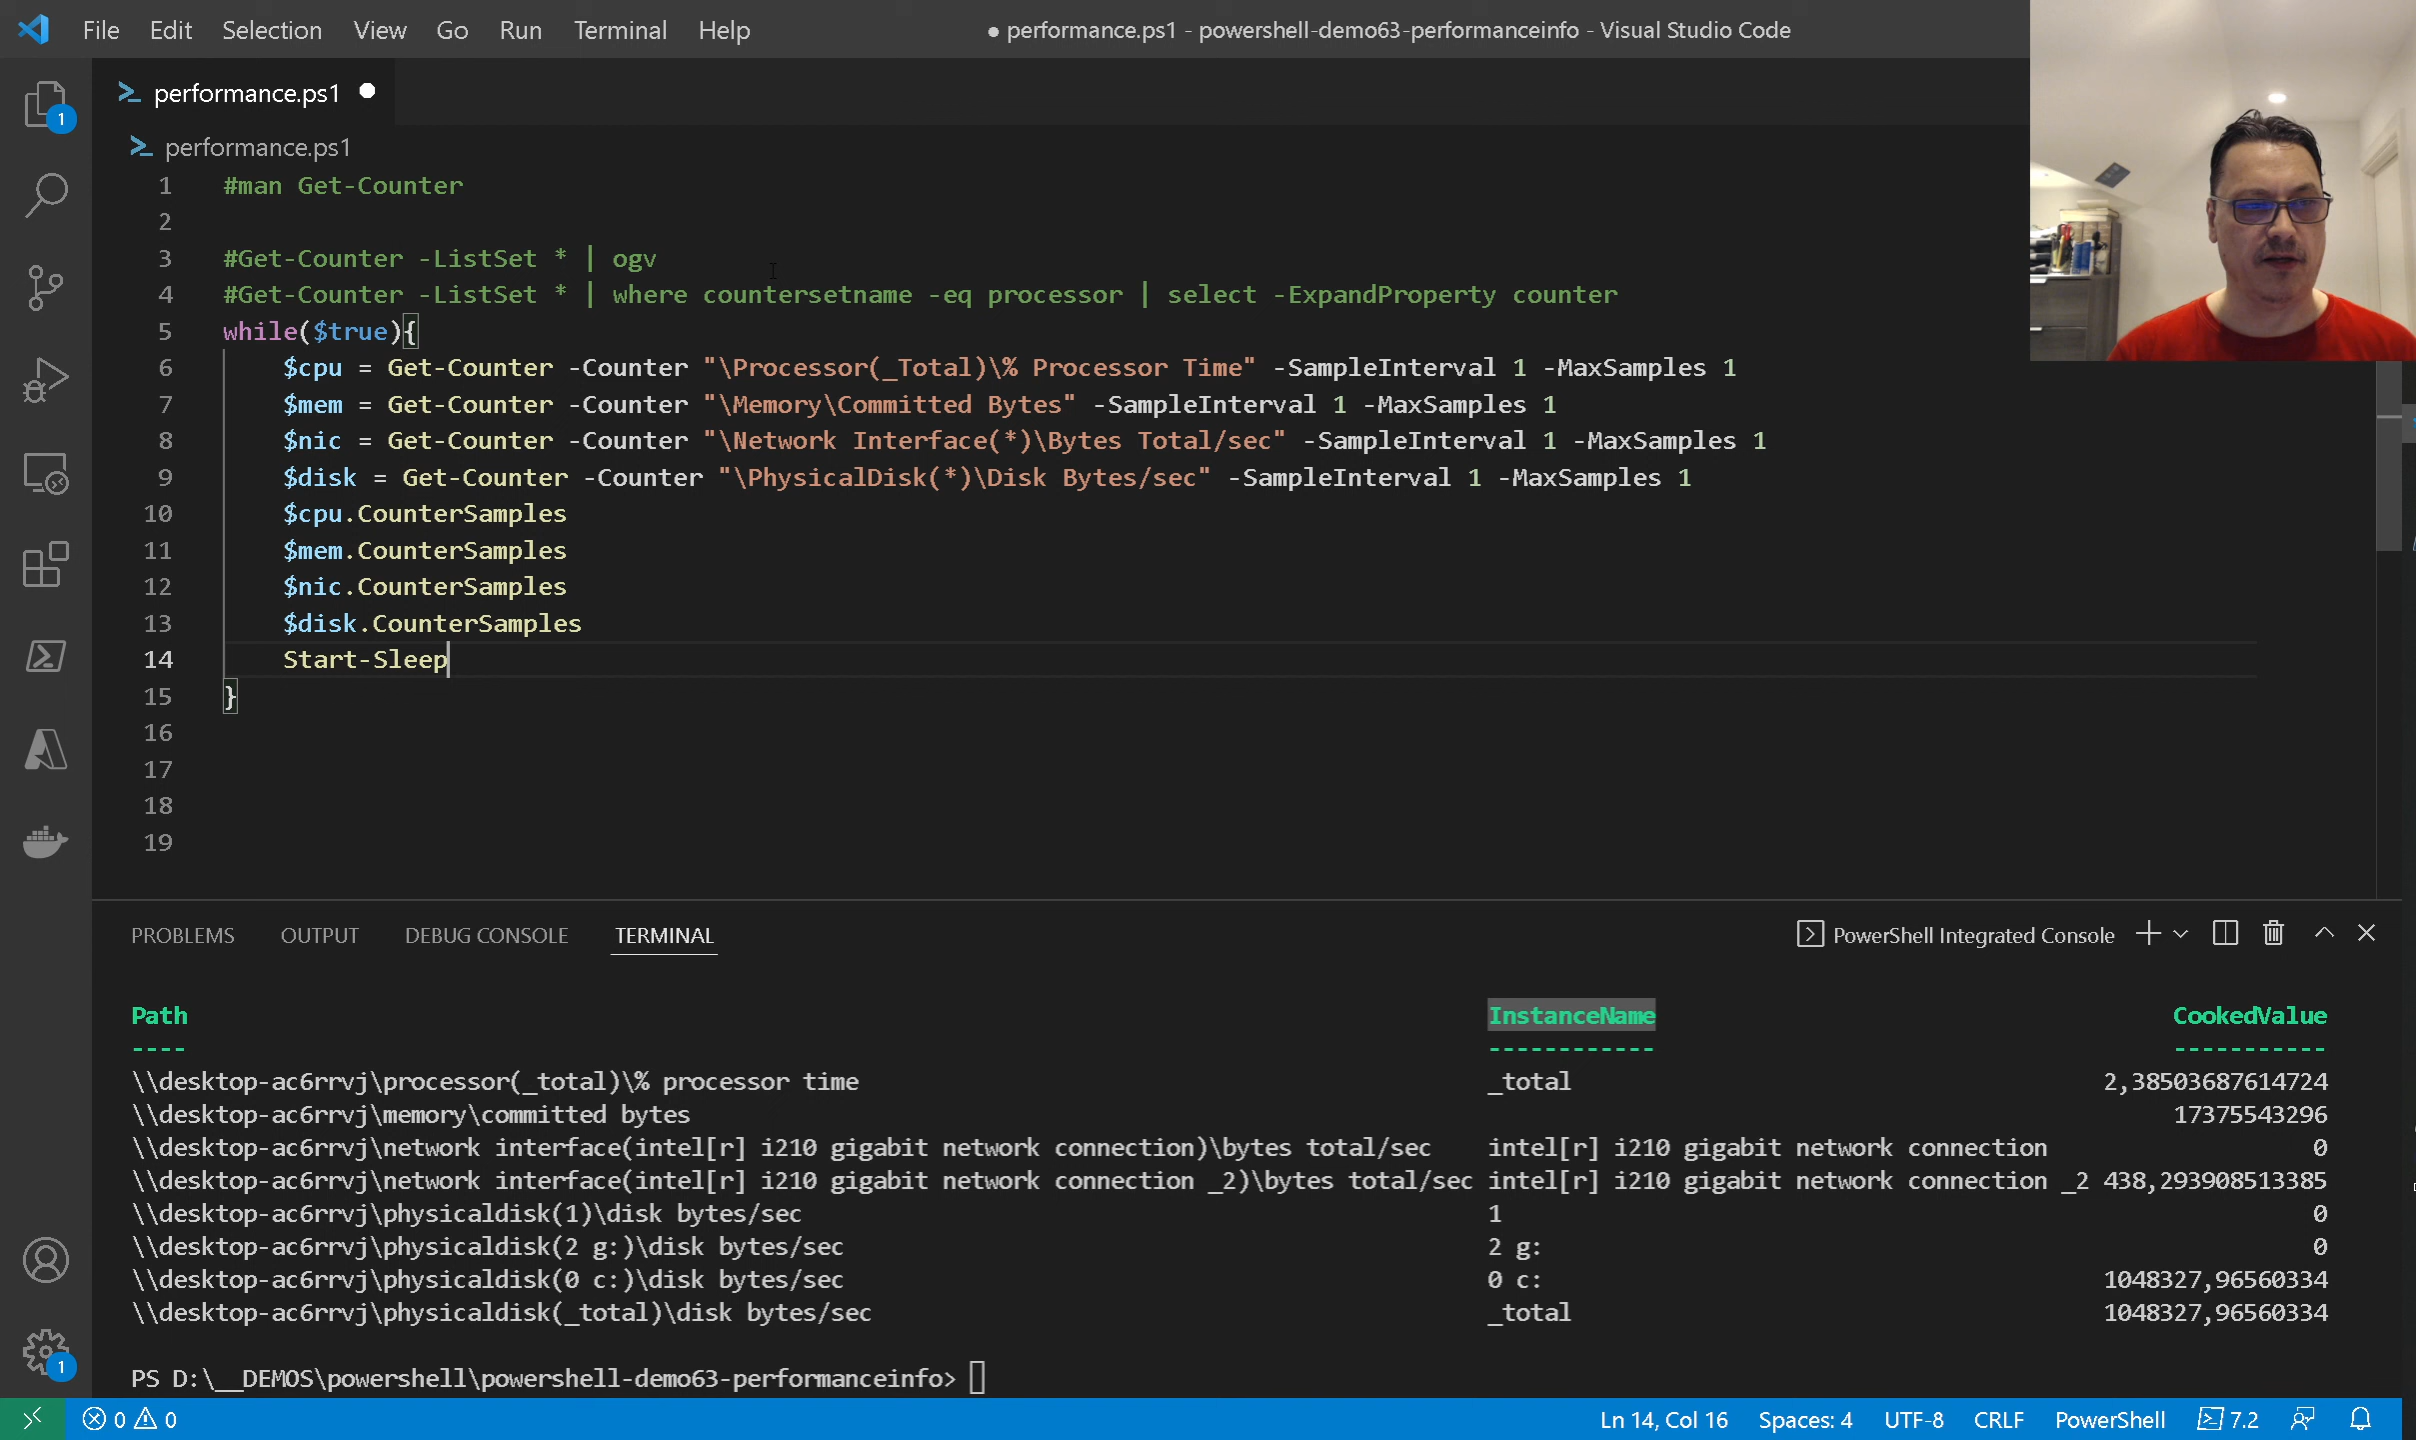 File Edit Selection View Go Run Terminal Help
● performance.ps1 - powershell-demo63-performanceinfo - Visual Studio Code
performance.ps1 ●
1
performance.ps1
1 #man Get-Counter
2
3 #Get-Counter -ListSet * | ogv
4 #Get-Counter -ListSet * | where countersetname -eq processor | select -ExpandProperty counter
5 while($true){
6 $cpu = Get-Counter -Counter "\Processor(_Total)\% Processor Time" -SampleInterval 1 -MaxSamples 1
7 $mem = Get-Counter -Counter "\Memory\Committed Bytes" -SampleInterval 1 -MaxSamples 1
8 $nic = Get-Counter -Counter "\Network Interface(*)\Bytes Total/sec" -SampleInterval 1 -MaxSamples 1
9 $disk = Get-Counter -Counter "\PhysicalDisk(*)\Disk Bytes/sec" -SampleInterval 1 -MaxSamples 1
10 $cpu.CounterSamples
11 $mem.CounterSamples
12 $nic.CounterSamples
13 $disk.CounterSamples
14 Start-Sleep
15 }
16
17
18
19
PROBLEMS OUTPUT DEBUG CONSOLE TERMINAL PowerShell Integrated Console
Path InstanceName CookedValue
---- ------------ -----------
\\desktop-ac6rrvj\processor(_total)\% processor time _total 2,38503687614724
\\desktop-ac6rrvj\memory\committed bytes 17375543296
\\desktop-ac6rrvj\network interface(intel[r] i210 gigabit network connection)\bytes total/sec intel[r] i210 gigabit network connection 0
\\desktop-ac6rrvj\network interface(intel[r] i210 gigabit network connection _2)\bytes total/sec intel[r] i210 gigabit network connection _2 438,293908513385
\\desktop-ac6rrvj\physicaldisk(1)\disk bytes/sec 1 0
\\desktop-ac6rrvj\physicaldisk(2 g:)\disk bytes/sec 2 g: 0
\\desktop-ac6rrvj\physicaldisk(0 c:)\disk bytes/sec 0 c: 1048327,96560334
\\desktop-ac6rrvj\physicaldisk(_total)\disk bytes/sec _total 1048327,96560334
PS D:\__DEMOS\powershell\powershell-demo63-performanceinfo>
1
0 0 Ln 14, Col 16 Spaces: 4 UTF-8 CRLF PowerShell 7.2